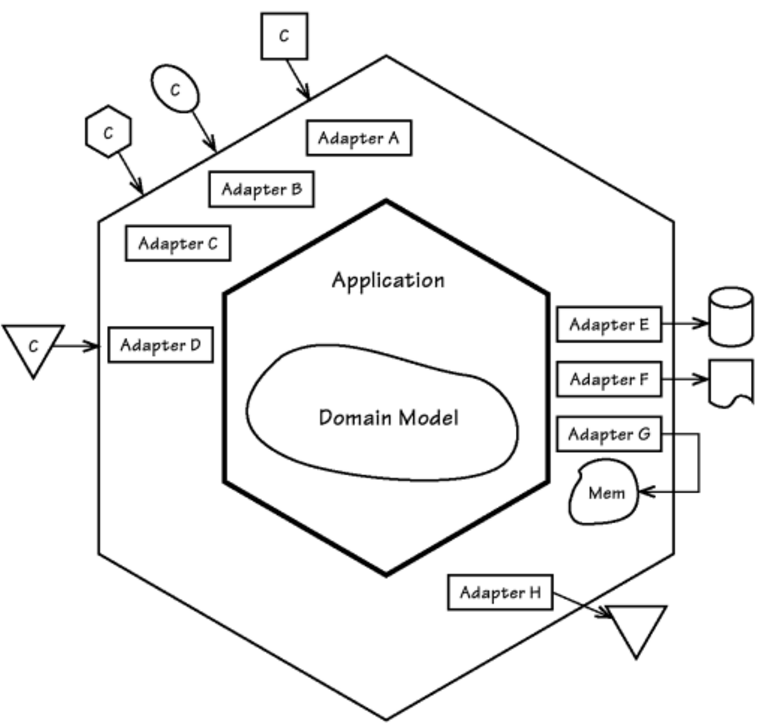 C
C
C
Adapter A
Adapter B
Adapter C
Application
Adapter E
C
Adapter D
Adapter F
Domain Model
Adapter G
Mem
Adapter H